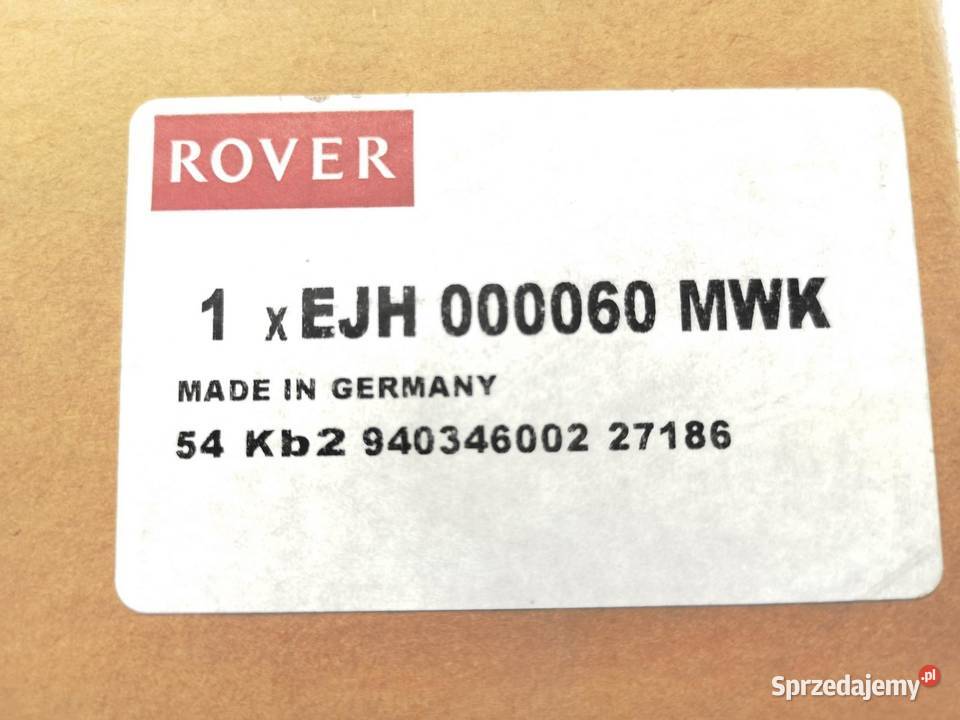 ROVER
1 x EJH 000060 MWK
MADE IN GERMANY
54 Kb2 940346002 27186
Sprzedajemy.pl